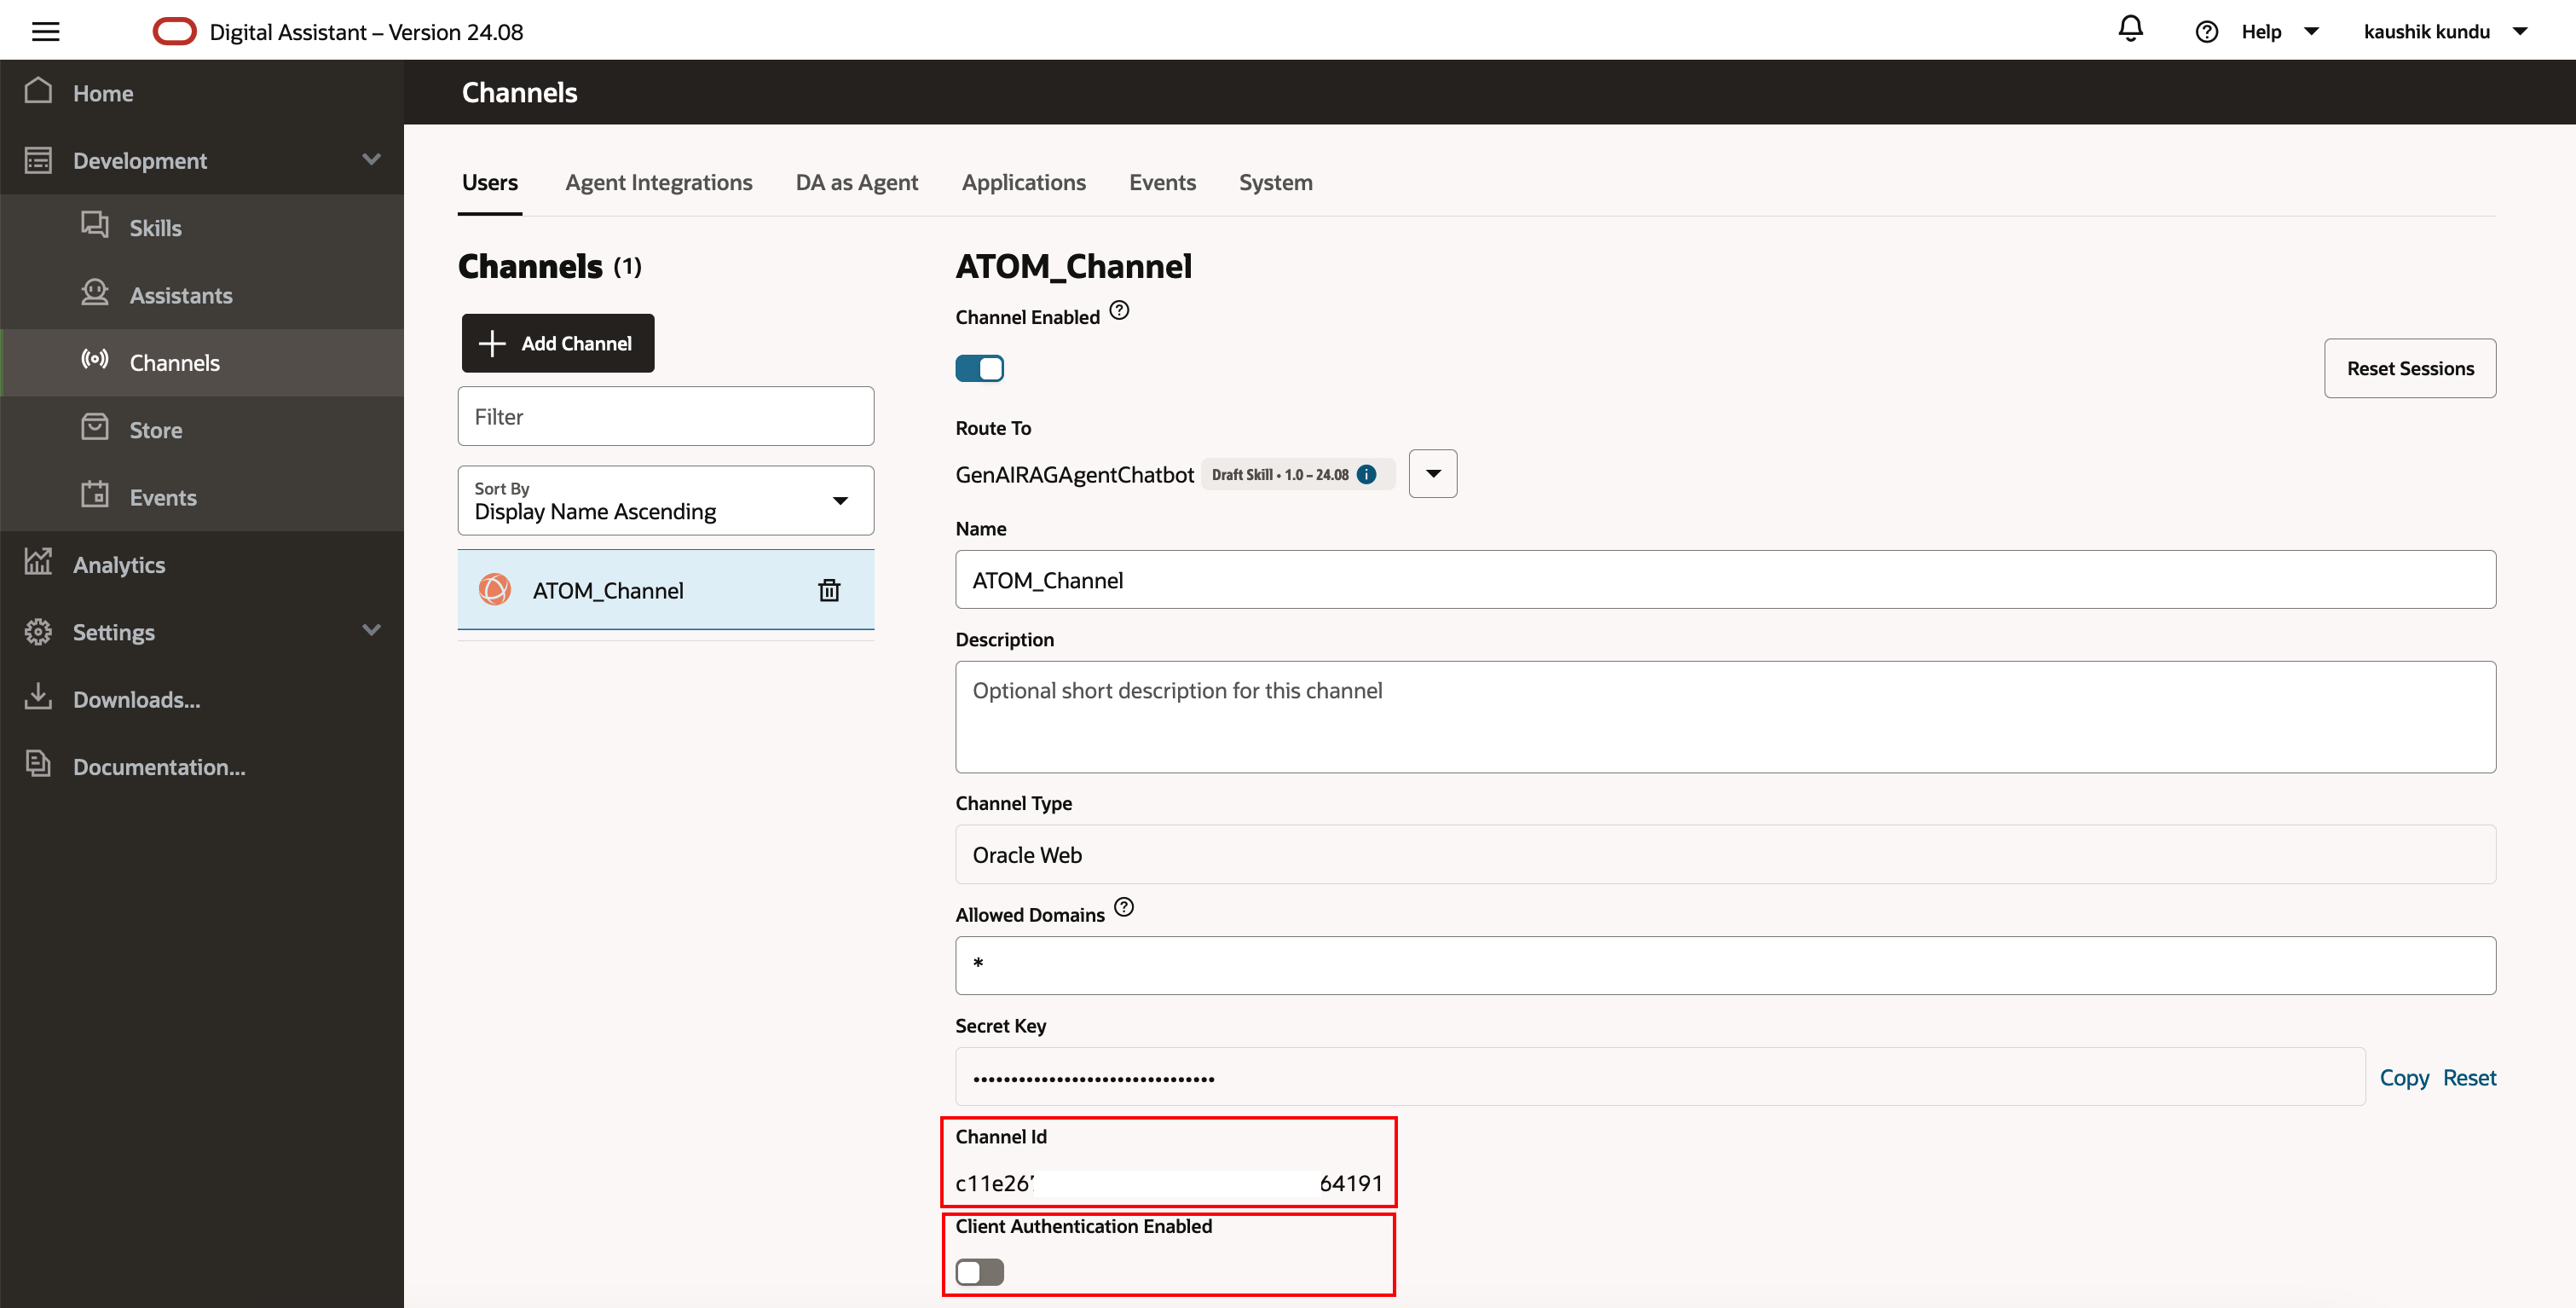 Digital Assistant – Version 24.08
Help
kaushik kundu
Home
Development
Skills
Assistants
Channels
Store
Events
Analytics
Settings
Downloads...
Documentation...
Channels
Users
Agent Integrations
DA as Agent
Applications
Events
System
Channels (1)
Add Channel
Filter
Sort By
Display Name Ascending
ATOM_Channel
ATOM_Channel
Channel Enabled
Reset Sessions
Route To
GenAIRAGAgentChatbot Draft Skill • 1.0 – 24.08
Name
ATOM_Channel
Description
Optional short description for this channel
Channel Type
Oracle Web
Allowed Domains
*
Secret Key
••••••••••••••••••••••••••••••••
Copy Reset
Channel Id
c11e267 64191
Client Authentication Enabled